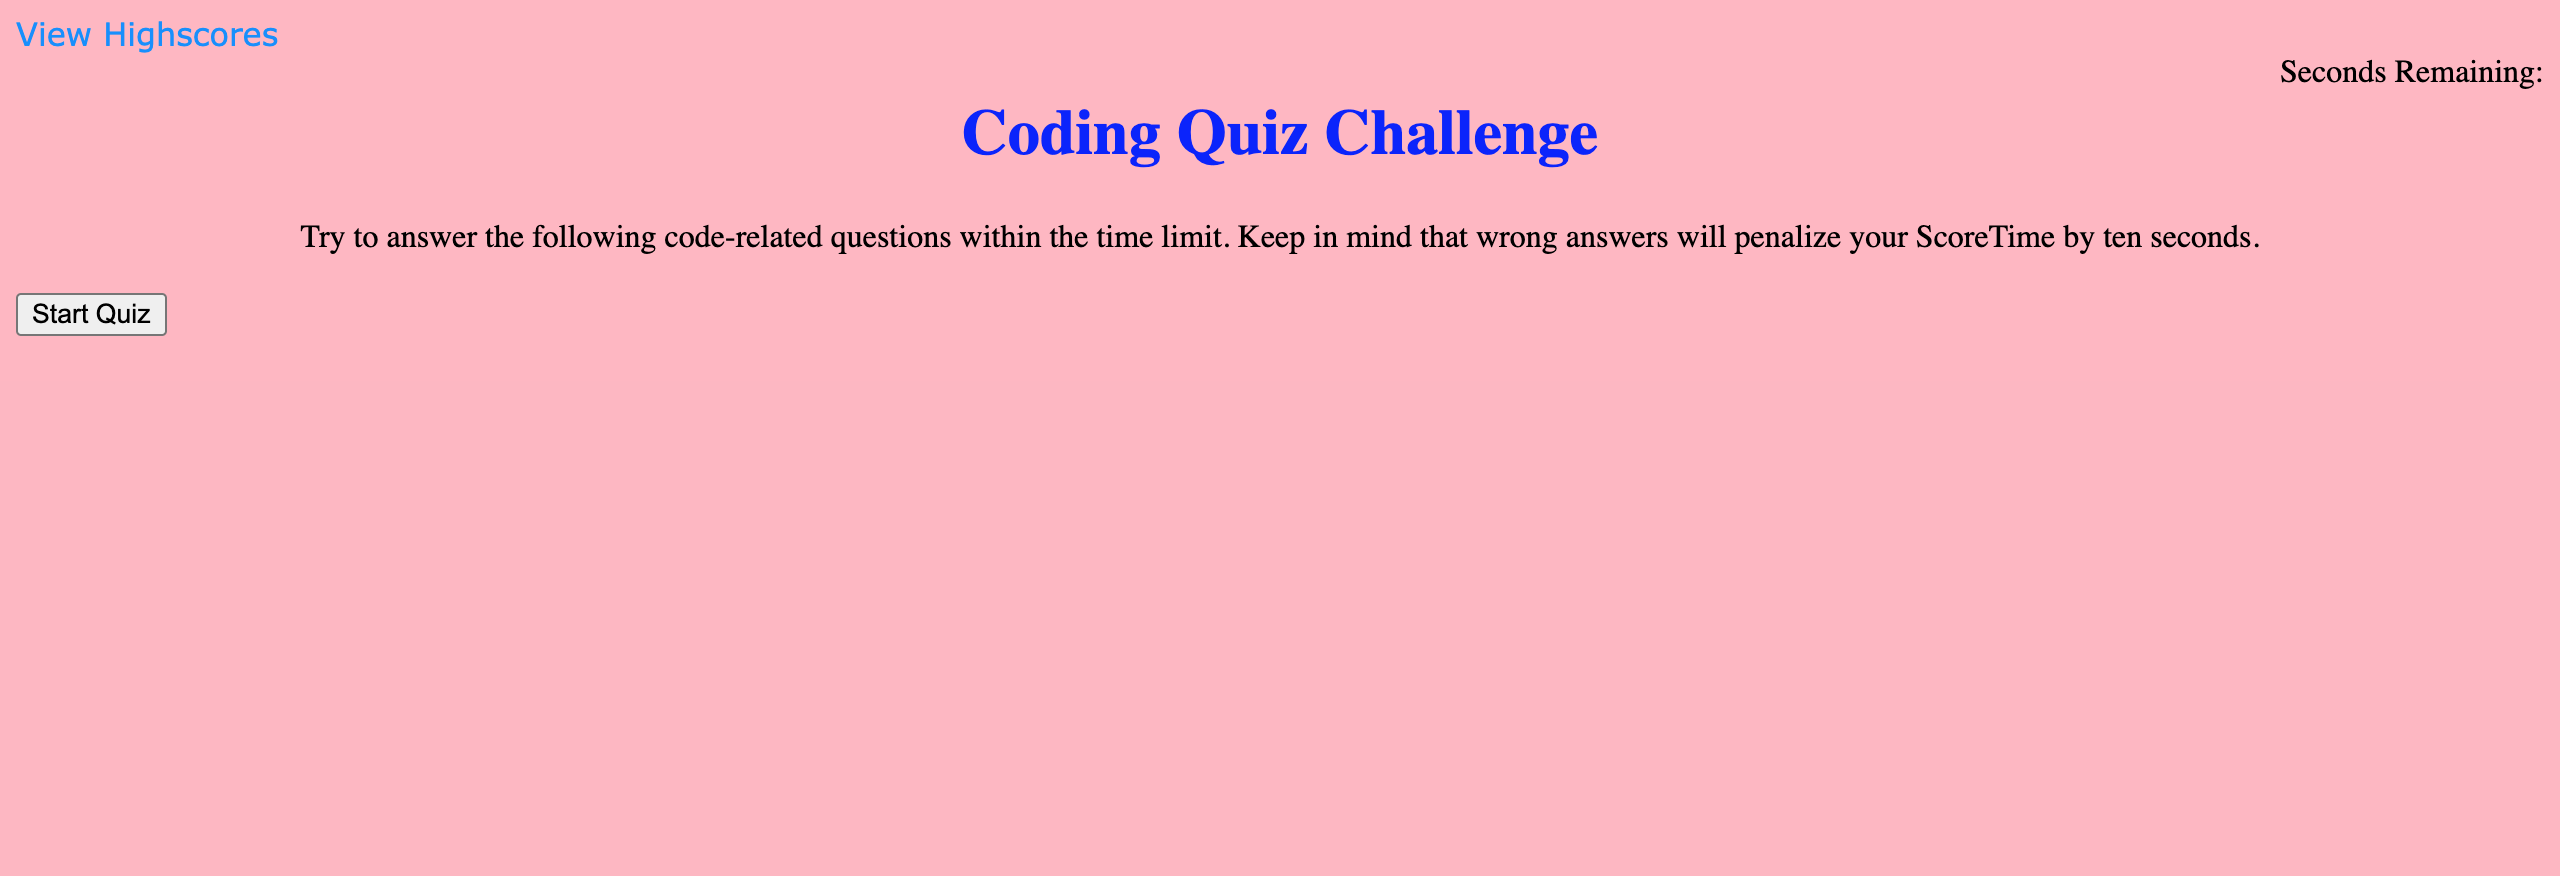 View Highscores
Seconds Remaining:
Coding Quiz Challenge
Try to answer the following code-related questions within the time limit. Keep in mind that wrong answers will penalize your ScoreTime by ten seconds.
Start Quiz